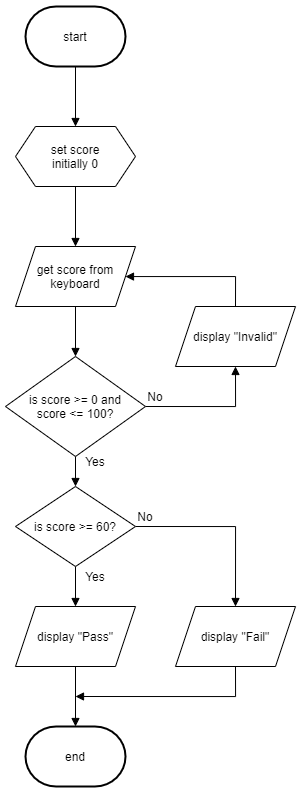 start
set score
initially 0
get score from
keyboard
display "Invalid"
is score >= 0 and
score <= 100?
No
Yes
is score >= 60?
No
Yes
display "Pass"
display "Fail"
end